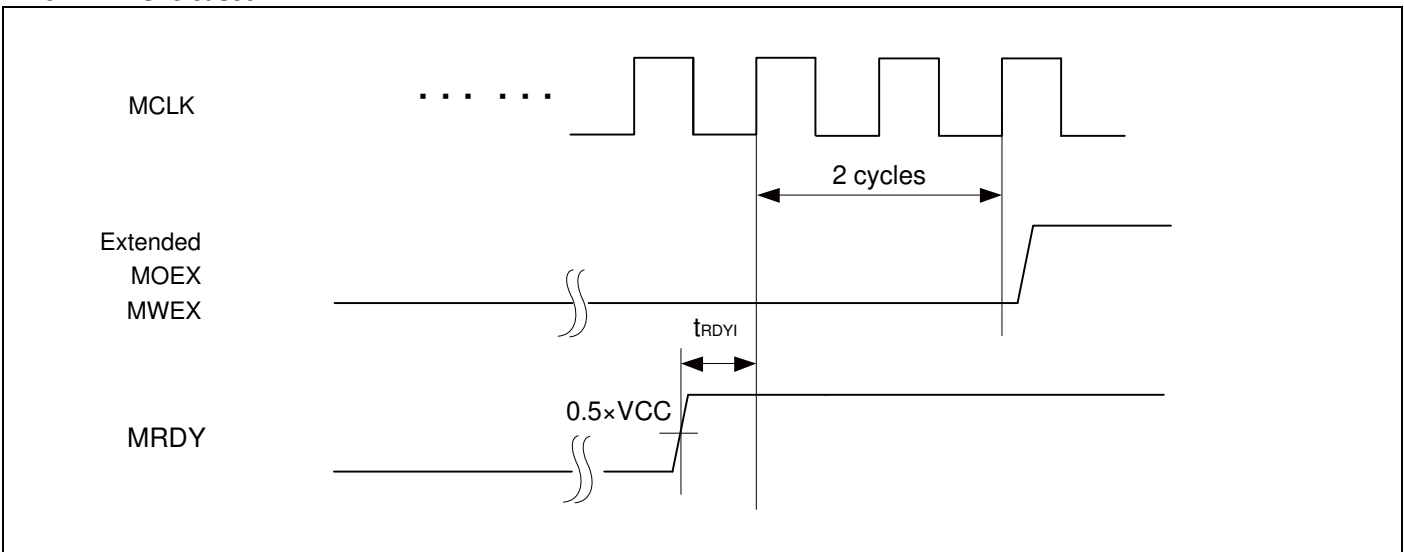 MCLK
... ...
2 cycles
Extended
MOEX
MWEX
tRDYI
0.5×VCC
MRDY